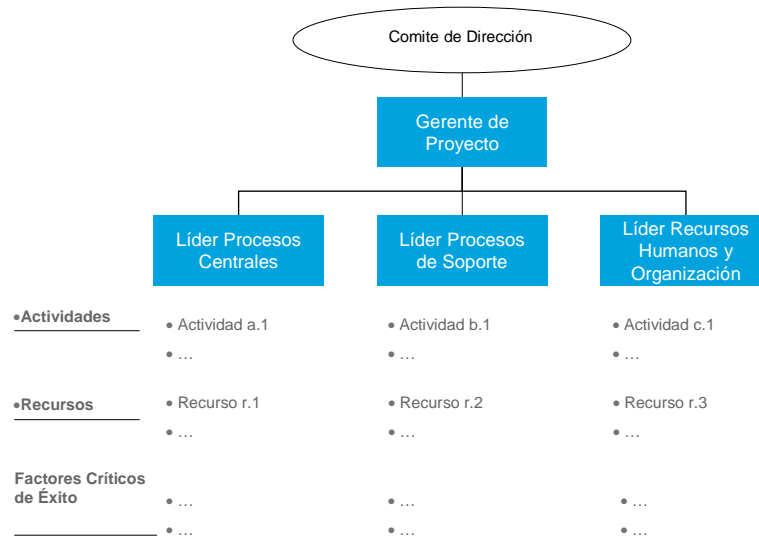 Comite de Dirección
Gerente de
Proyecto
Líder Procesos
Centrales
Líder Procesos
de Soporte
Líder Recursos
Humanos y
Organización
•Actividades
• Actividad a.1
• Actividad b.1
• Actividad c.1
• …
• …
• …
•Recursos
• Recurso r.1
• Recurso r.2
• Recurso r.3
• …
• …
• …
Factores Críticos
de Éxito
• …
• …
• …
• …
• …
• …